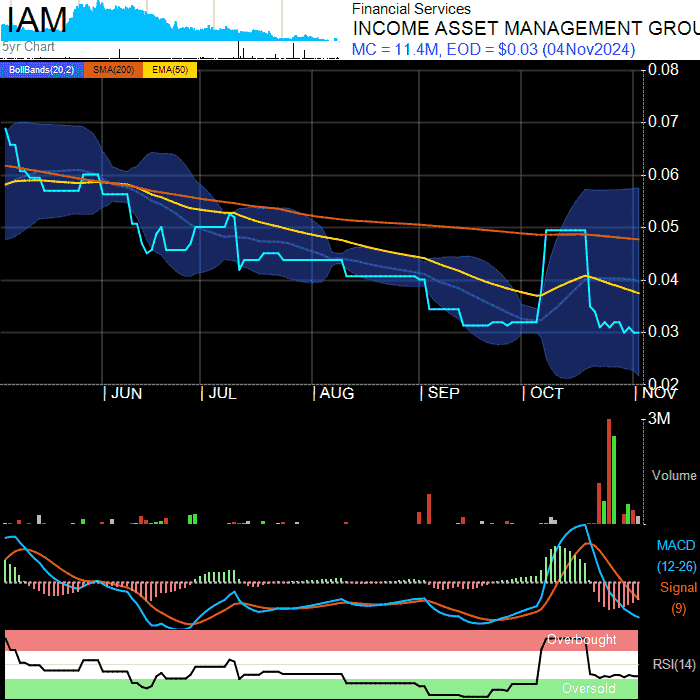 IAM
5yr Chart
Financial Services
INCOME ASSET MANAGEMENT GROU
MC = 11.4M, EOD = $0.03 (04Nov2024)
BollBands(20,2) SMA(200) EMA(50)
0.08
0.07
0.06
0.05
0.04
0.03
0.02
JUN JUL AUG SEP OCT NOV
3M
Volume
MACD
(12-26)
Signal
(9)
Overbought
RSI(14)
Oversold